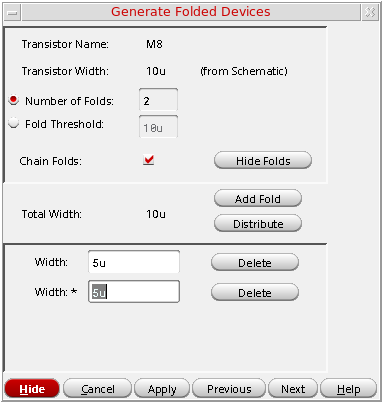 Generate Folded Devices
Transistor Name: M8
Transistor Width: 10u (from Schematic)
Number of Folds: 2
Fold Threshold: 10u
Chain Folds: Hide Folds
Add Fold
Total Width: 10u
Distribute
Width: 5u Delete
Width: * 5u Delete
Hide Cancel Apply Previous Next Help